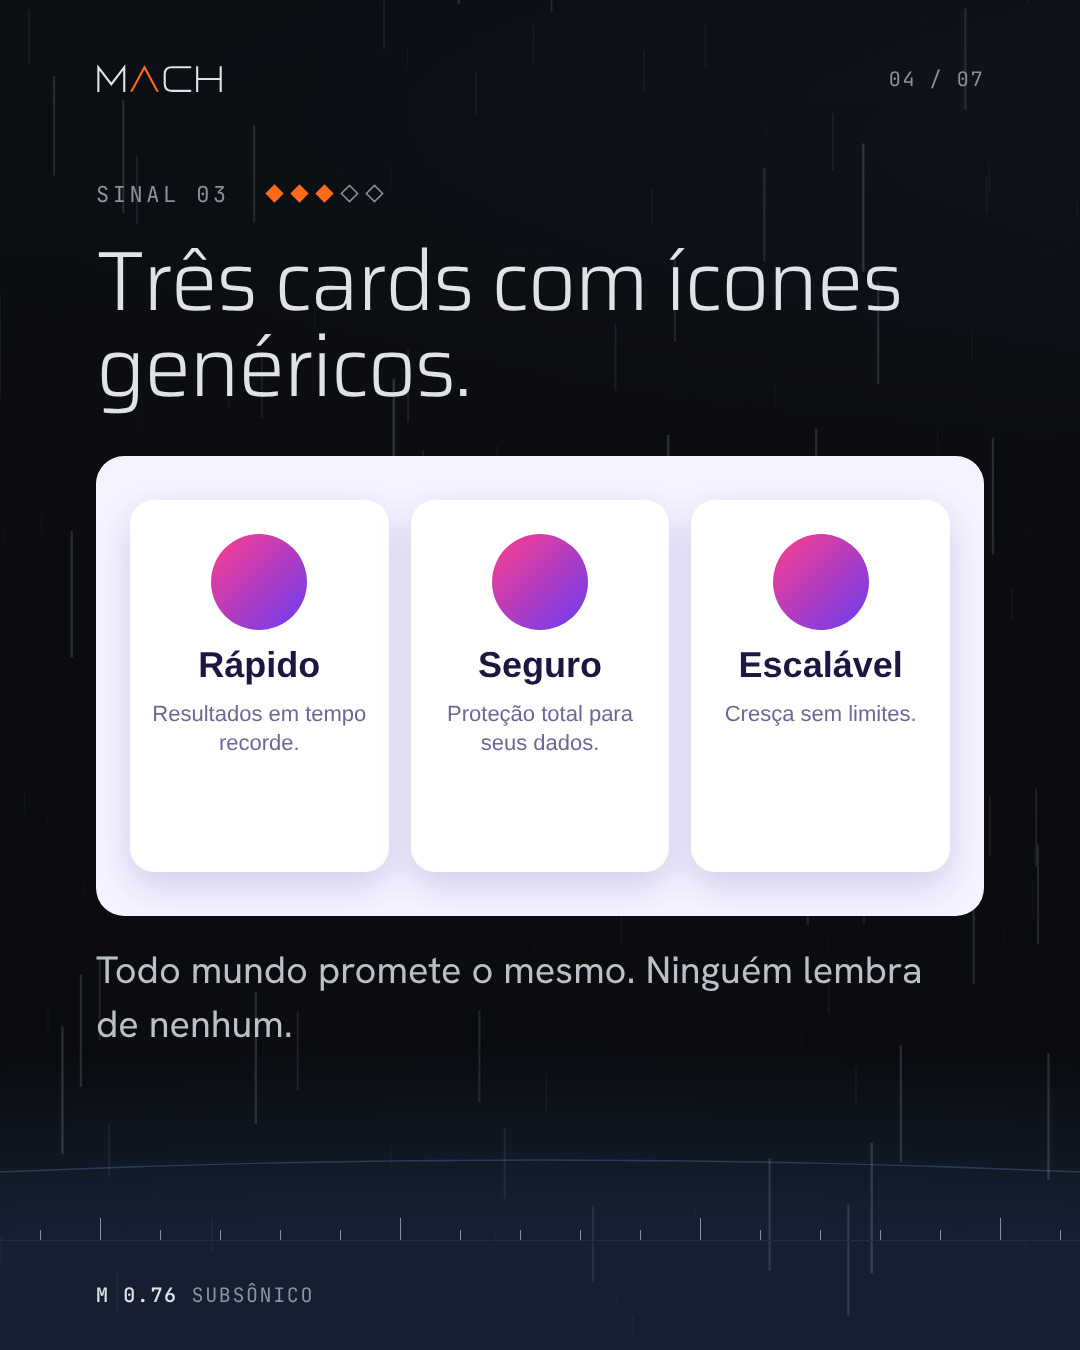 MACH
04 / 07
SINAL 03
Três cards com ícones
genéricos.
Rápido
Resultados em tempo
recorde.
Seguro
Proteção total para
seus dados.
Escalável
Cresça sem limites.
Todo mundo promete o mesmo. Ninguém lembra
de nenhum.
M 0.76 SUBSÔNICO